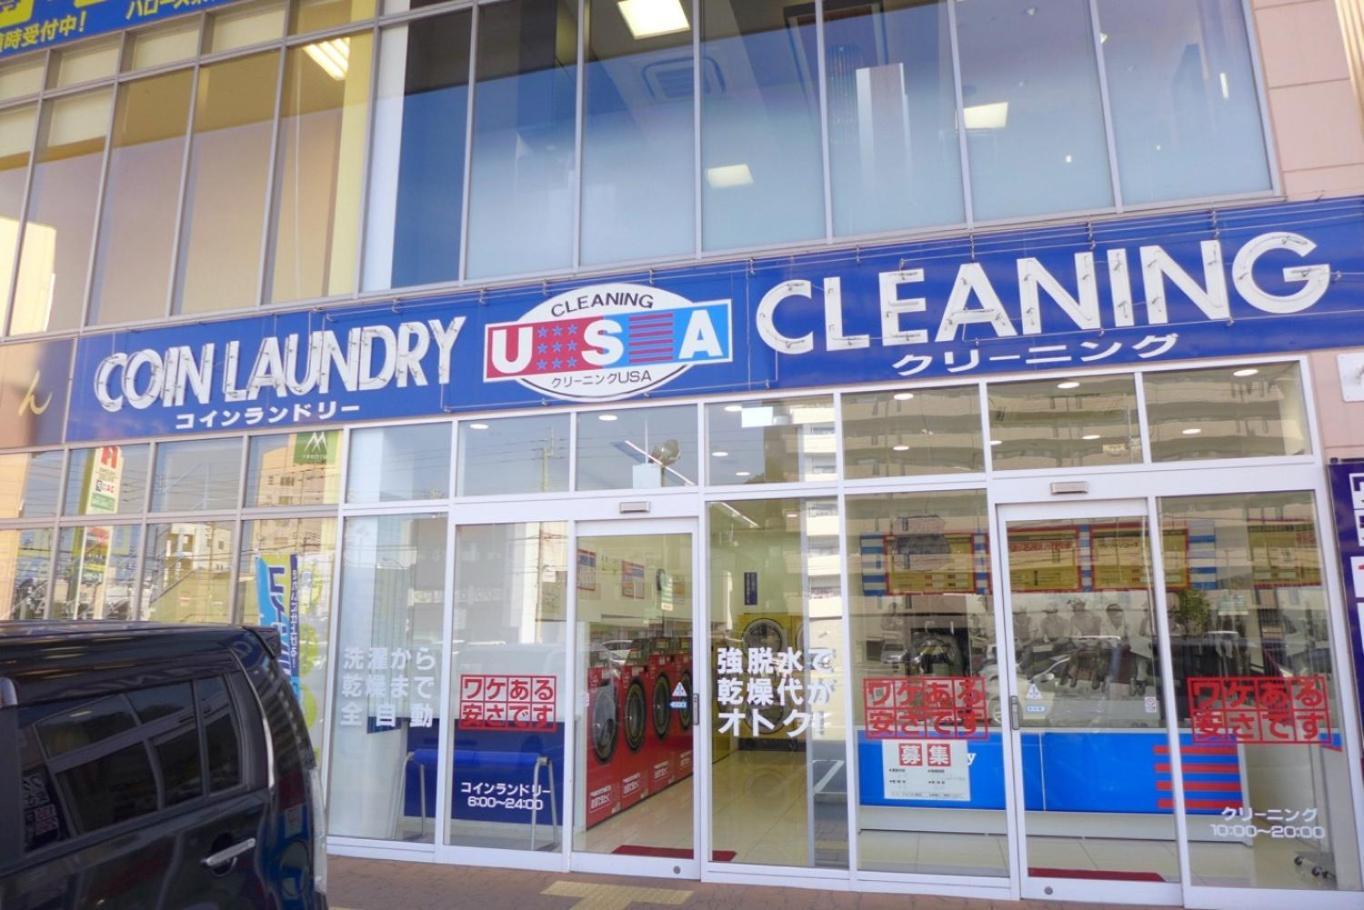 時受付中!
COIN LAUNDRY
コインランドリー
CLEANING
USA
クリーニングUSA
CLEANING
クリーニング
ん
洗濯から
乾燥まで
全自動
ワケある
安さです
コインランドリー
6:00~24:00
強脱水で
乾燥代が
オトク!
ワケある
安さです
募集
ワケある
安さです
クリーニング
10:00~20:00